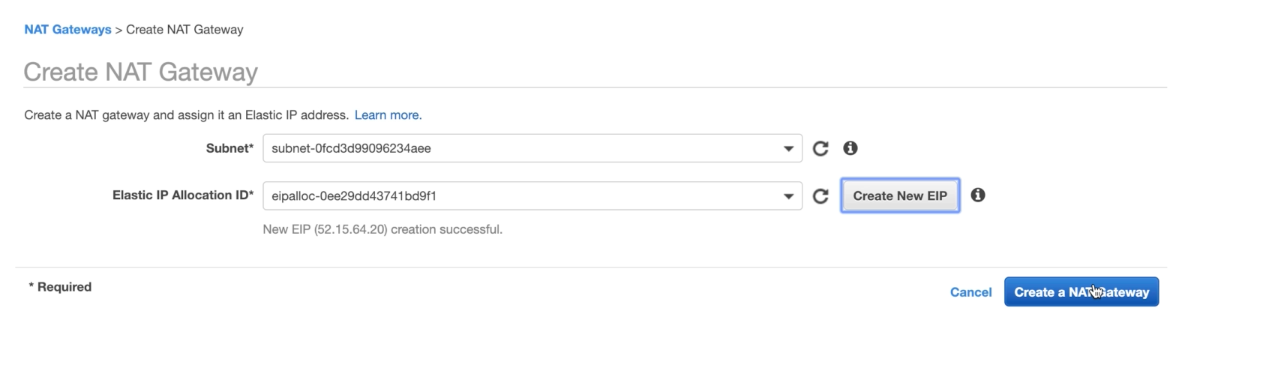 NAT Gateways > Create NAT Gateway
Create NAT Gateway
Create a NAT gateway and assign it an Elastic IP address. Learn more.
Subnet* subnet-0fcd3d99096234aee
Elastic IP Allocation ID* eipalloc-0ee29dd43741bd9f1 Create New EIP
New EIP (52.15.64.20) creation successful.
* Required
Cancel Create a NAT Gateway